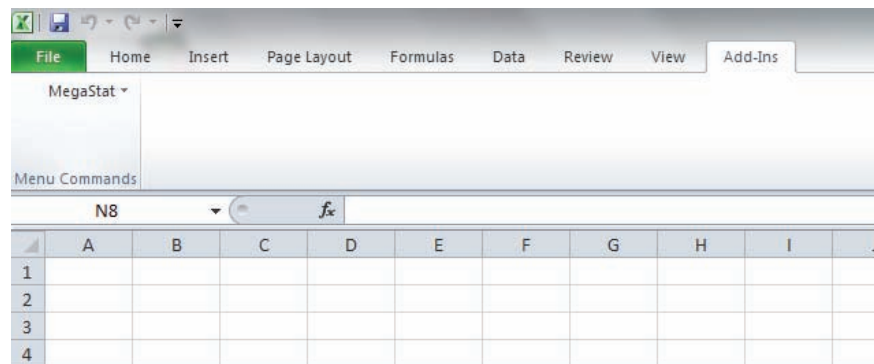 File Home Insert Page Layout Formulas Data Review View Add-Ins
MegaStat
Menu Commands
N8 fx
A B C D E F G H I
1
2
3
4